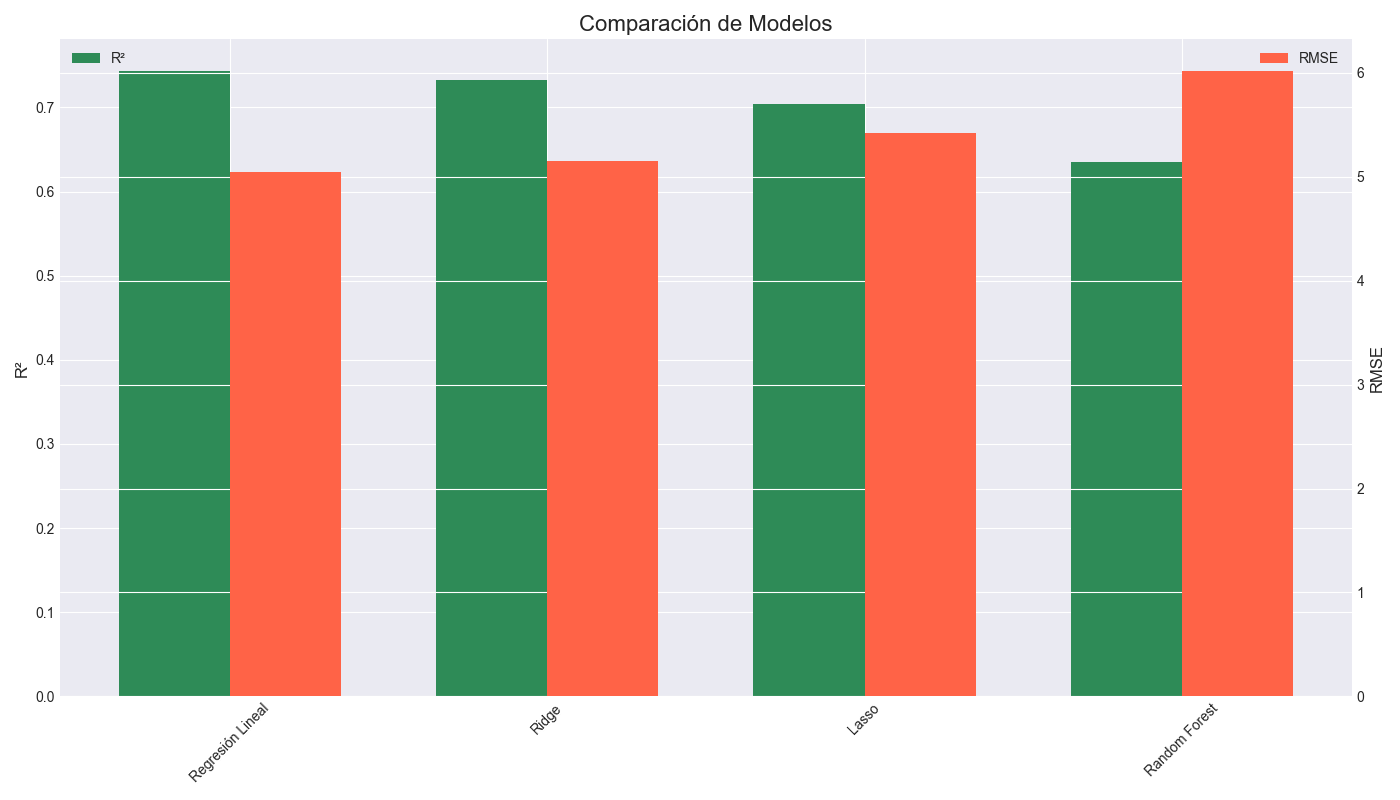 Comparación de Modelos
R²
RMSE
0.7
0.6
0.5
0.4
0.3
0.2
0.1
0.0
R²
6
5
4
3
2
1
0
RMSE
Regresión Lineal
Ridge
Lasso
Random Forest